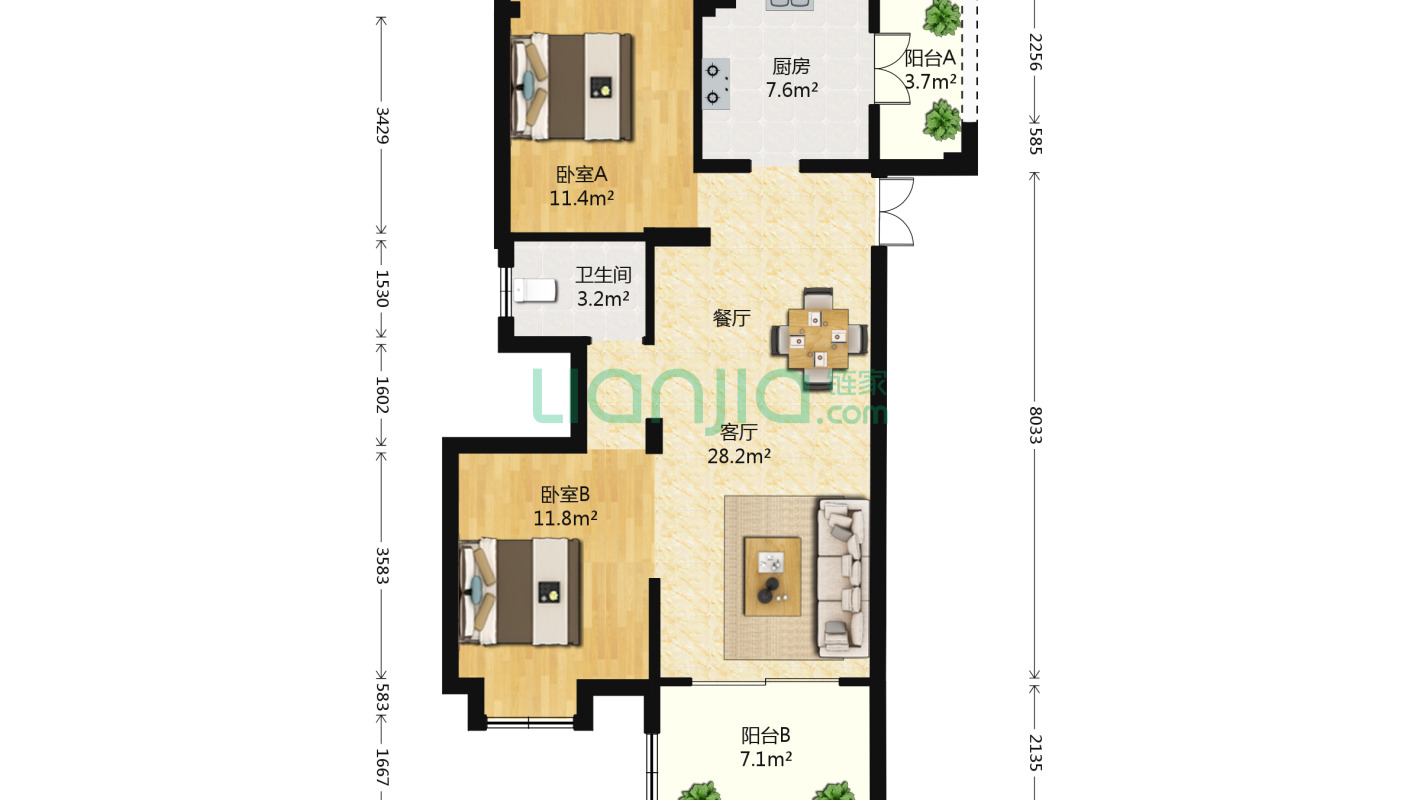 厨房
7.6m²
阳台A
3.7m²
卧室A
11.4m²
卫生间
3.2m²
餐厅
lianjia 链家
.com
客厅
28.2m²
卧室B
11.8m²
阳台B
7.1m²
3429
1530
1602
3583
583
1667
2256
585
8033
2135